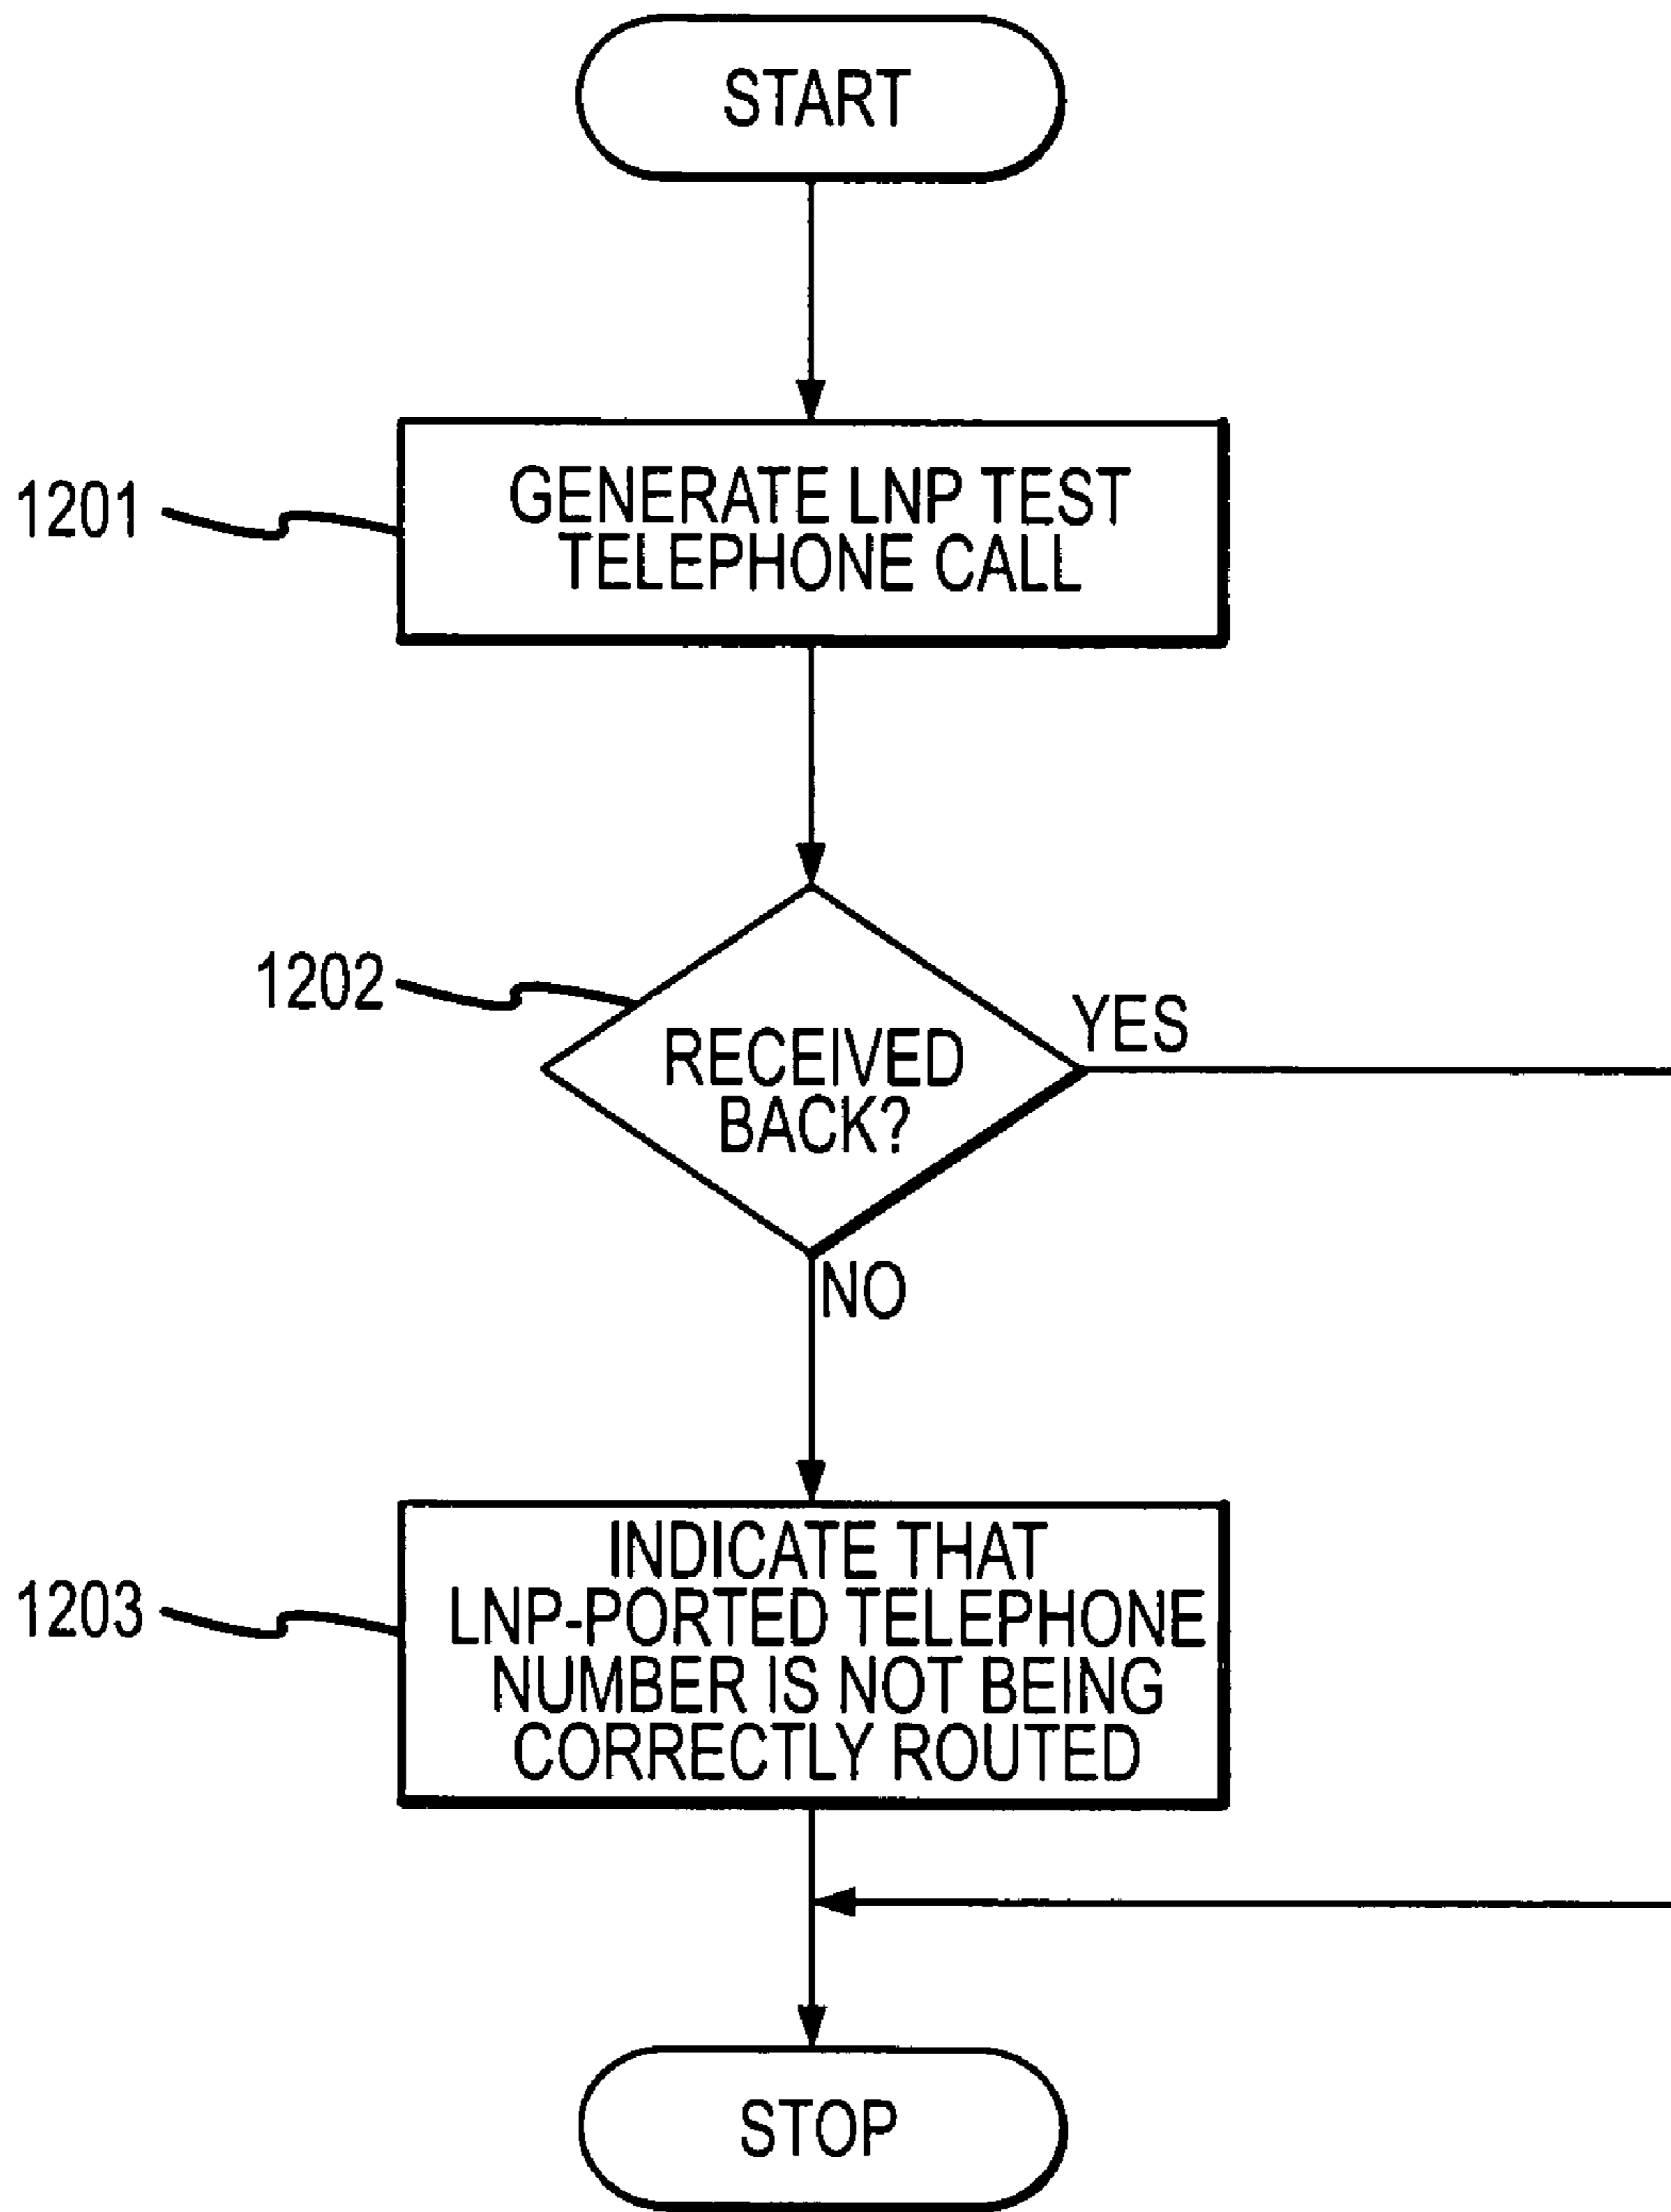 START
1201
GENERATE LNP TEST
TELEPHONE CALL
1202
RECEIVED
BACK?
YES
NO
1203
INDICATE THAT
LNP-PORTED TELEPHONE
NUMBER IS NOT BEING
CORRECTLY ROUTED
STOP